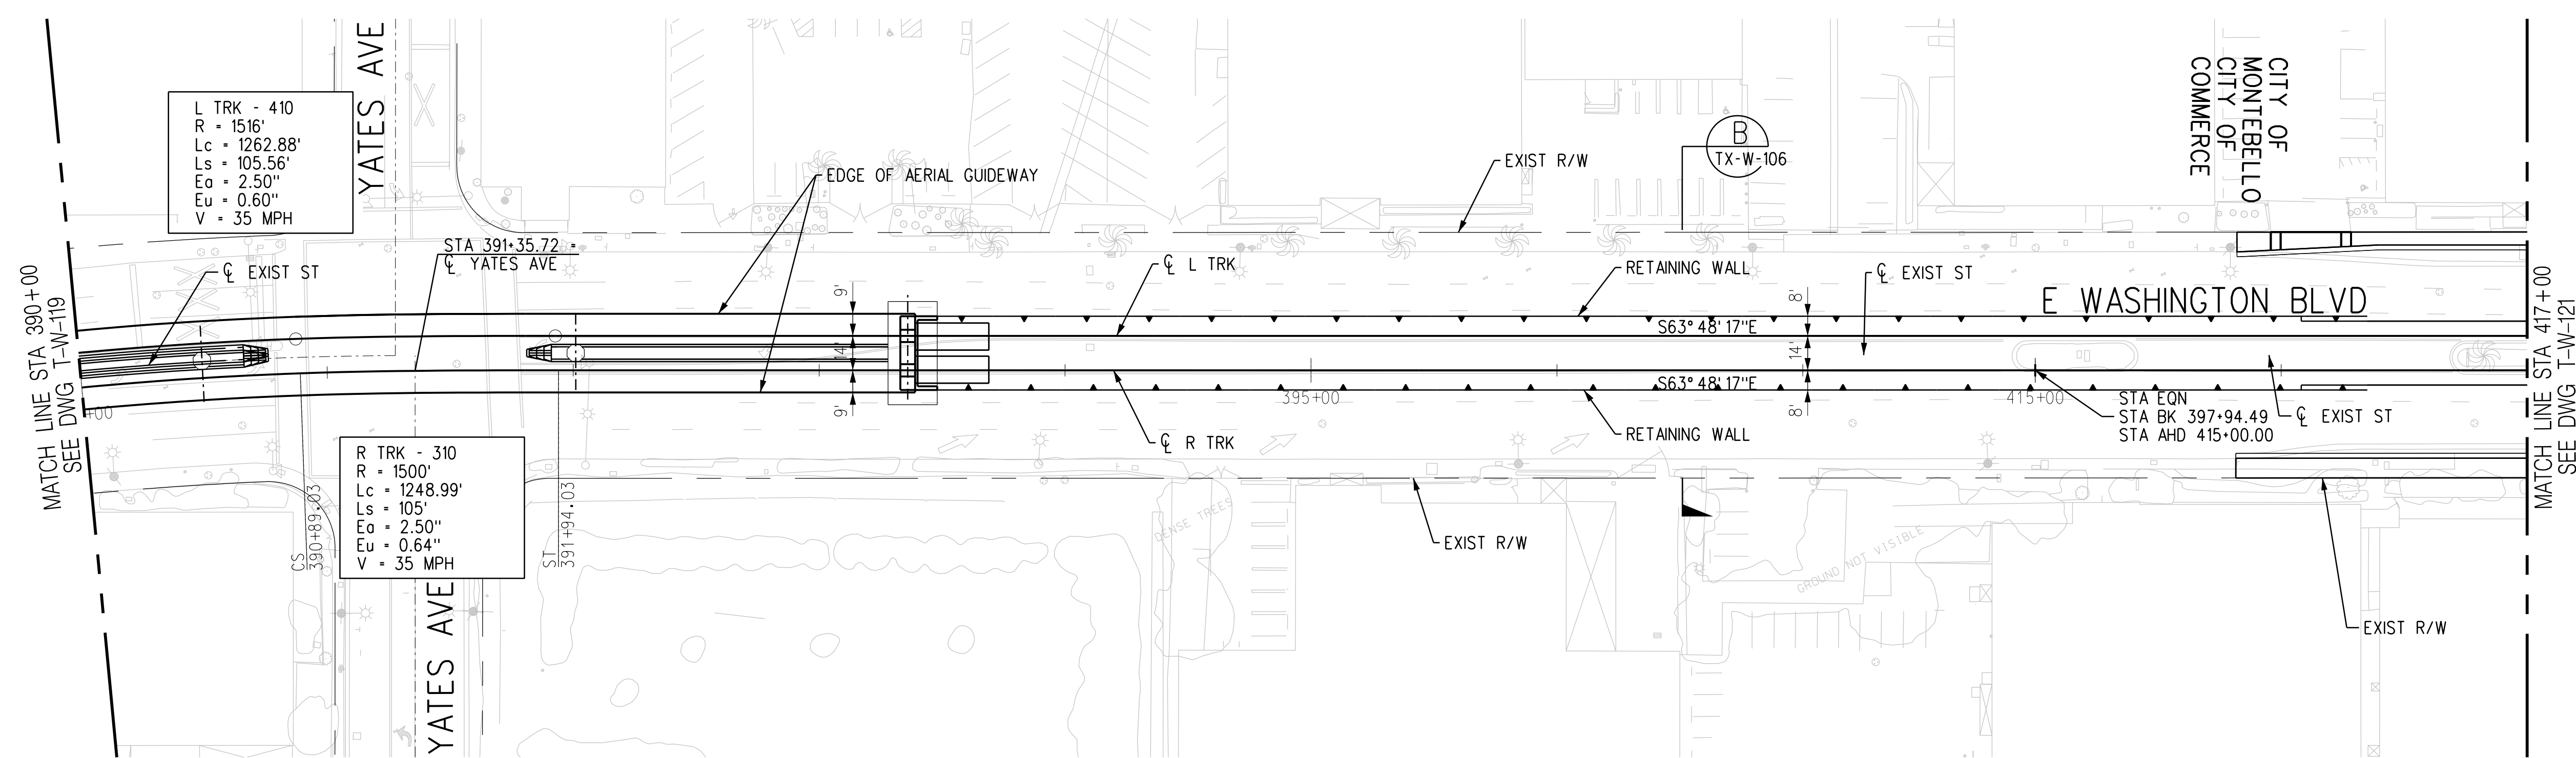 MATCH LINE STA 390+00
SEE DWG T-W-119
L TRK - 410
R = 1516'
Lc = 1262.88'
Ls = 105.56'
Ea = 2.50"
Eu = 0.60"
V = 35 MPH
YATES AVE
℄ EXIST ST
STA 391+35.72 =
℄ YATES AVE
EDGE OF AERIAL GUIDEWAY
9'
14'
9'
℄ L TRK
℄ R TRK
EXIST R/W
B
TX-W-106
RETAINING WALL
S63°48'17"E
S63°48'17"E
RETAINING WALL
395+00
8'
14'
8'
℄ EXIST ST
E WASHINGTON BLVD
CITY OF
MONTEBELLO
CITY OF
COMMERCE
415+00
STA EQN
STA BK 397+94.49
STA AHD 415+00.00
℄ EXIST ST
MATCH LINE STA 417+00
SEE DWG T-W-121
+00
CS
390+89.03
R TRK - 310
R = 1500'
Lc = 1248.99'
Ls = 105'
Ea = 2.50"
Eu = 0.64"
V = 35 MPH
YATES AVE
ST
391+94.03
DENSE TREES
EXIST R/W
GROUND NOT VISIBLE
EXIST R/W